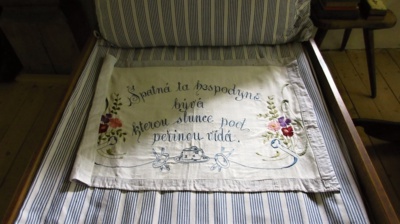 Špatná ta hospodyně
bývá
kterou slunce pod
peřinou vídá.